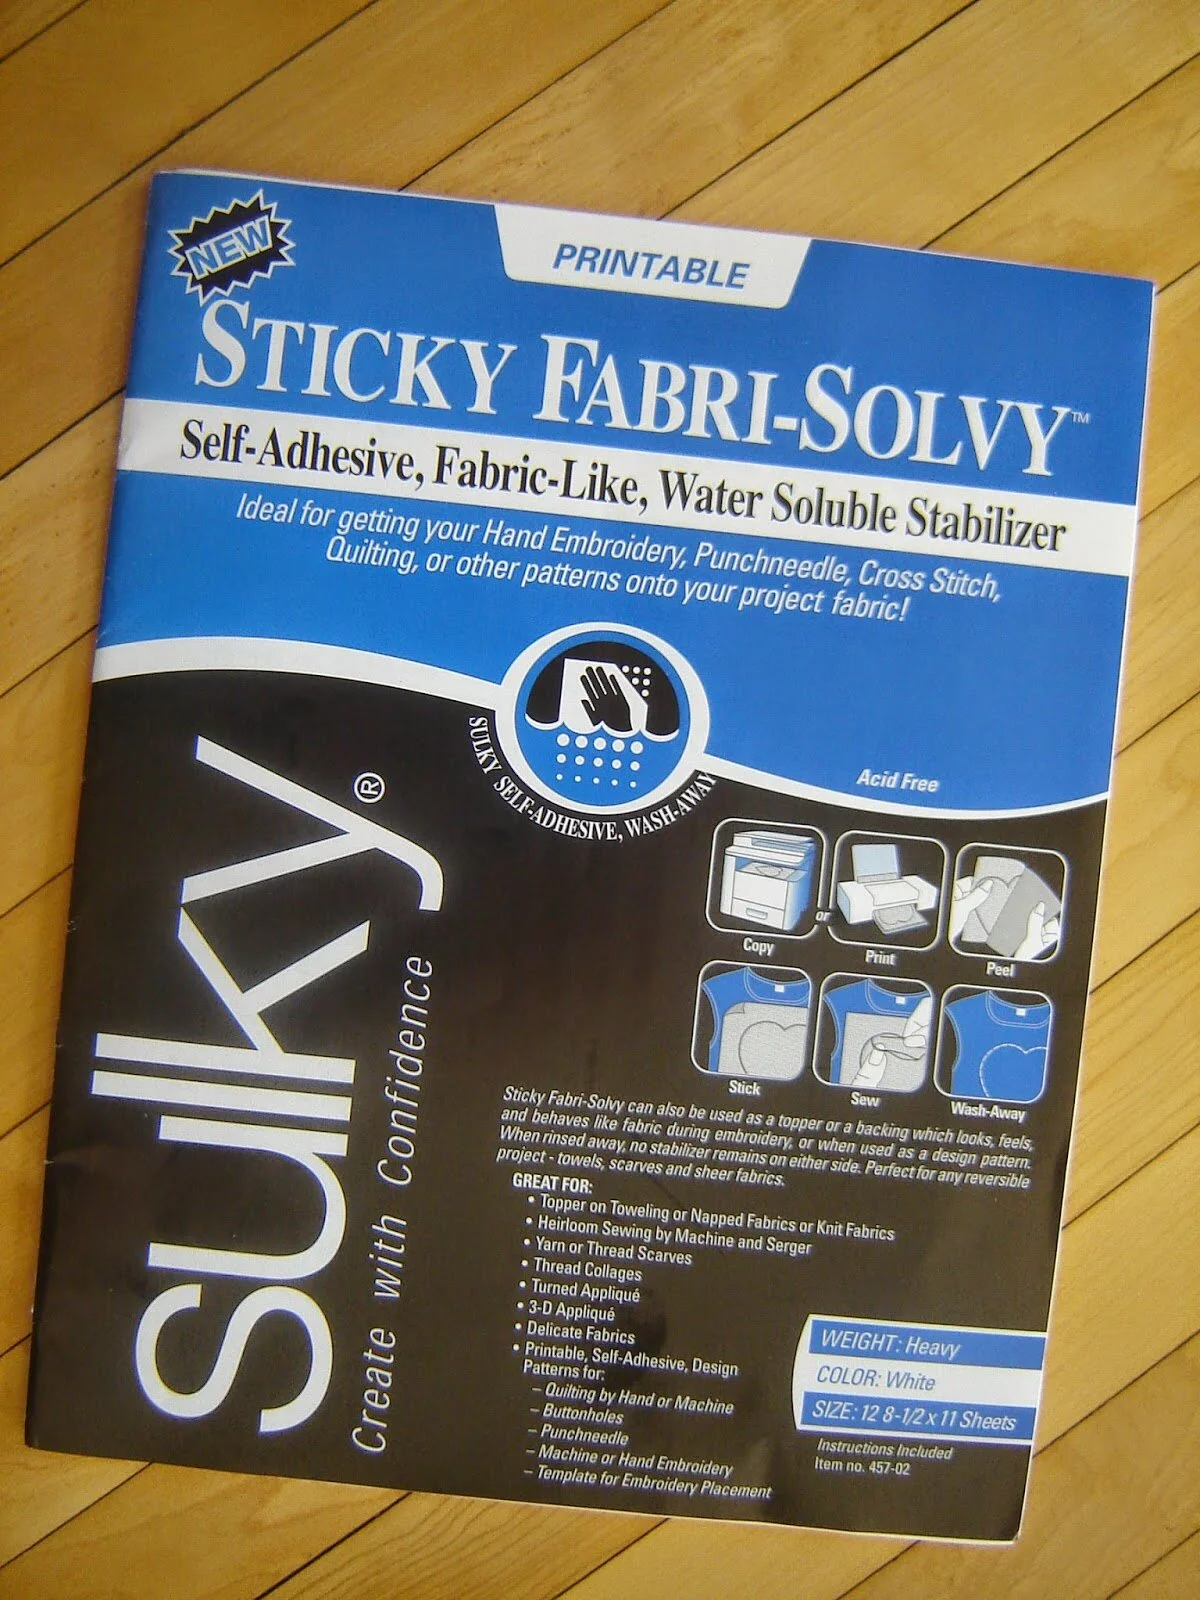 NEW
PRINTABLE
STICKY FABRI-SOLVY™
Self-Adhesive, Fabric-Like, Water Soluble Stabilizer
Ideal for getting your Hand Embroidery, Punchneedle, Cross Stitch,
Quilting, or other patterns onto your project fabric!
SULKY SELF-ADHESIVE, WASH-AWAY
Acid Free
Copy
or
Print
Peel
Stick
Sew
Wash-Away
sulky®
Create with Confidence
Sticky Fabri-Solvy can also be used as a topper or a backing which looks, feels,
and behaves like fabric during embroidery, or when used as a design pattern.
When rinsed away, no stabilizer remains on either side. Perfect for any reversible
project - towels, scarves and sheer fabrics.
GREAT FOR:
• Topper on Toweling or Napped Fabrics or Knit Fabrics
• Heirloom Sewing by Machine and Serger
• Yarn or Thread Scarves
• Thread Collages
• Turned Appliqué
• 3-D Appliqué
• Delicate Fabrics
• Printable, Self-Adhesive, Design
Patterns for:
– Quilting by Hand or Machine
– Buttonholes
– Punchneedle
– Machine or Hand Embroidery
– Template for Embroidery Placement
WEIGHT: Heavy
COLOR: White
SIZE: 12 8-1/2 x 11 Sheets
Instructions Included
Item no. 457-02